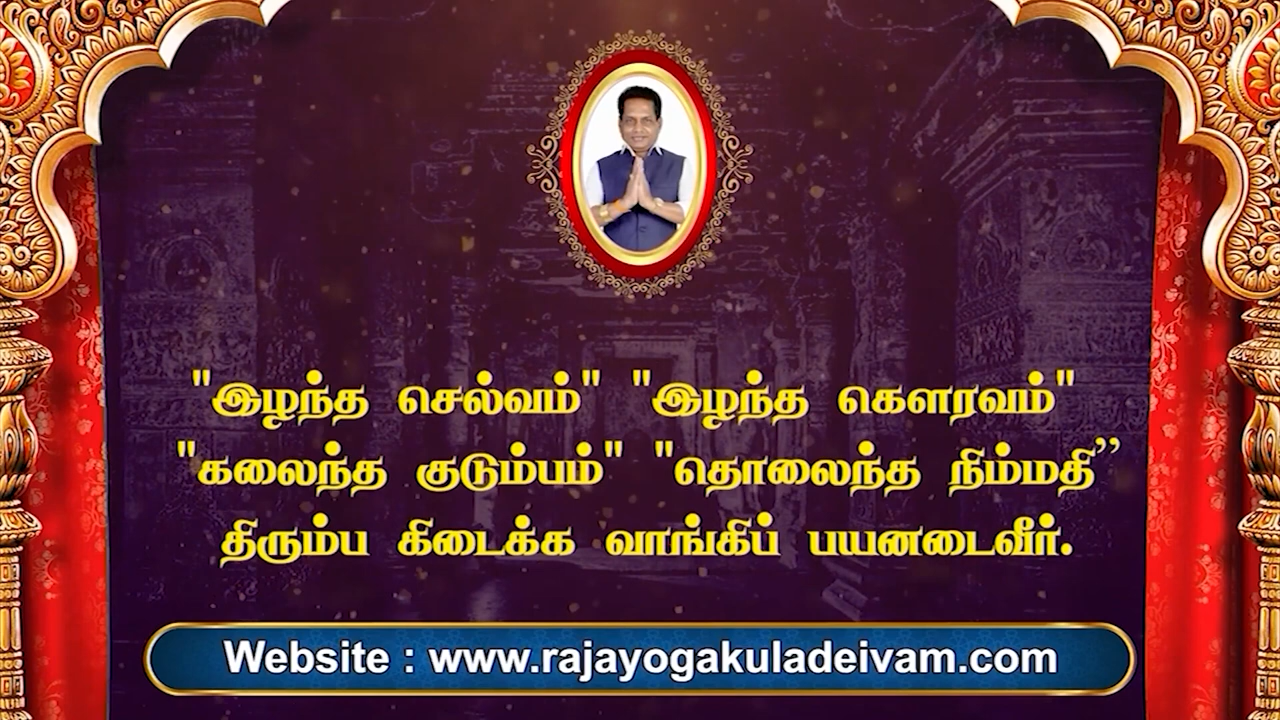 "இழந்த செல்வம்" "இழந்த கௌரவம்"
"கலைந்த குடும்பம்" "தொலைந்த நிம்மதி”
திரும்ப கிடைக்க வாங்கிப் பயனடைவீர்.
Website : www.rajayogakuladeivam.com